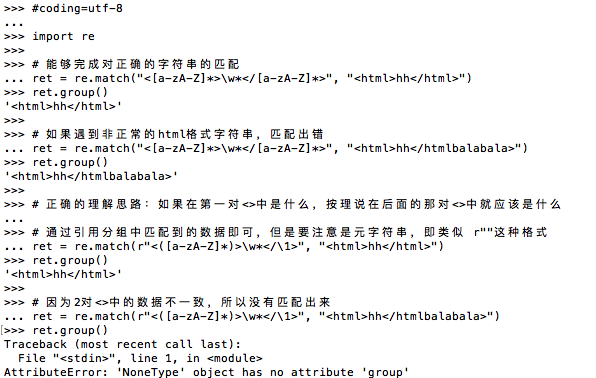 >>> #coding=utf-8
...
>>> import re
>>>
>>> # 能够完成对正确的字符串的匹配
... ret = re.match("<[a-zA-Z]*>\w*</[a-zA-Z]*>", "<html>hh</html>")
>>> ret.group()
'<html>hh</html>'
>>>
>>> # 如果遇到非正常的html格式字符串，匹配出错
... ret = re.match("<[a-zA-Z]*>\w*</[a-zA-Z]*>", "<html>hh</htmlbalabala>")
>>> ret.group()
'<html>hh</htmlbalabala>'
>>>
>>> # 正确的理解思路：如果在第一对<>中是什么，按理说在后面的那对<>中就应该是什么
...
>>> # 通过引用分组中匹配到的数据即可，但是要注意是元字符串，即类似 r""这种格式
... ret = re.match(r"<([a-zA-Z]*)>\w*</\1>", "<html>hh</html>")
>>> ret.group()
'<html>hh</html>'
>>>
>>> # 因为2对<>中的数据不一致，所以没有匹配出来
... ret = re.match(r"<([a-zA-Z]*)>\w*</\1>", "<html>hh</htmlbalabala>")
>>> ret.group()
Traceback (most recent call last):
  File "<stdin>", line 1, in <module>
AttributeError: 'NoneType' object has no attribute 'group'